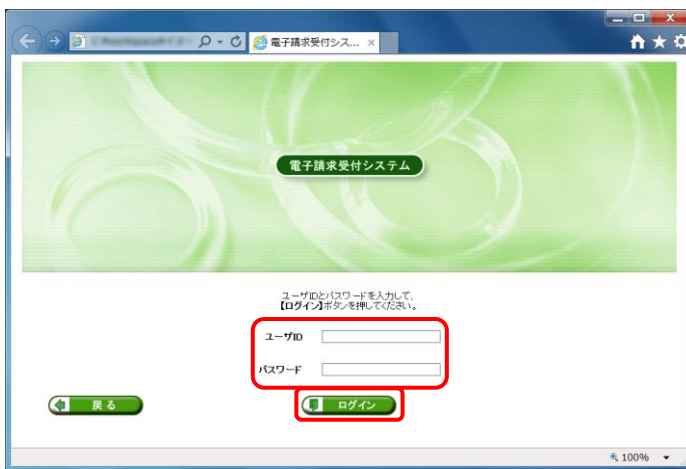 電子請求受付シス...
電子請求受付システム
ユーザIDとパスワードを入力して、
【ログイン】ボタンを押してください。
ユーザID
パスワード
戻る
ログイン
100%